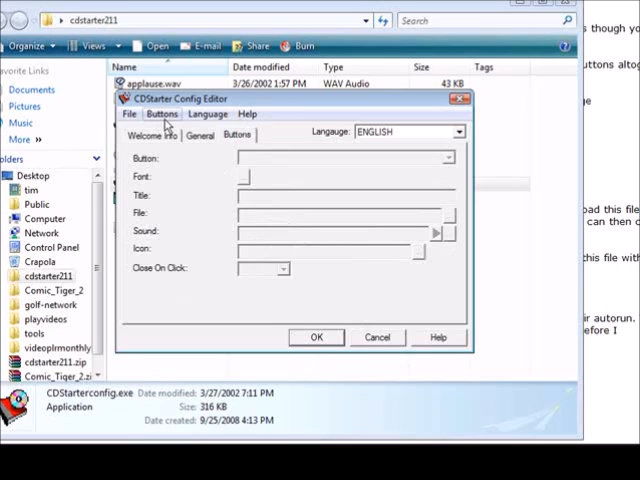 cdstarter211
Search
Organize
Views
Open
E-mail
Share
Burn
Favorite Links
Documents
Pictures
Music
More »
Folders
Desktop
tim
Public
Computer
Network
Control Panel
Crapola
cdstarter211
Comic_Tiger_2
golf-network
playvideos
tools
videoplrmonthly
cdstarter211.zip
Comic_Tiger_2.zi
Name
Date modified
Type
Size
Tags
applause.wav
3/26/2002 1:57 PM
WAV Audio
43 KB
CDStarter Config Editor
File
Buttons
Language
Help
Welcome Info
General
Buttons
Langauge:
ENGLISH
Button:
Font:
Title:
File:
Sound:
Icon:
Close On Click:
OK
Cancel
Help
CDStarterconfig.exe
Date modified: 3/27/2002 7:11 PM
Application
Size: 316 KB
Date created: 9/25/2008 4:13 PM
s though yo
uttons altog
ge
oad this file
can then c
this file with
ir autorun.
efore I